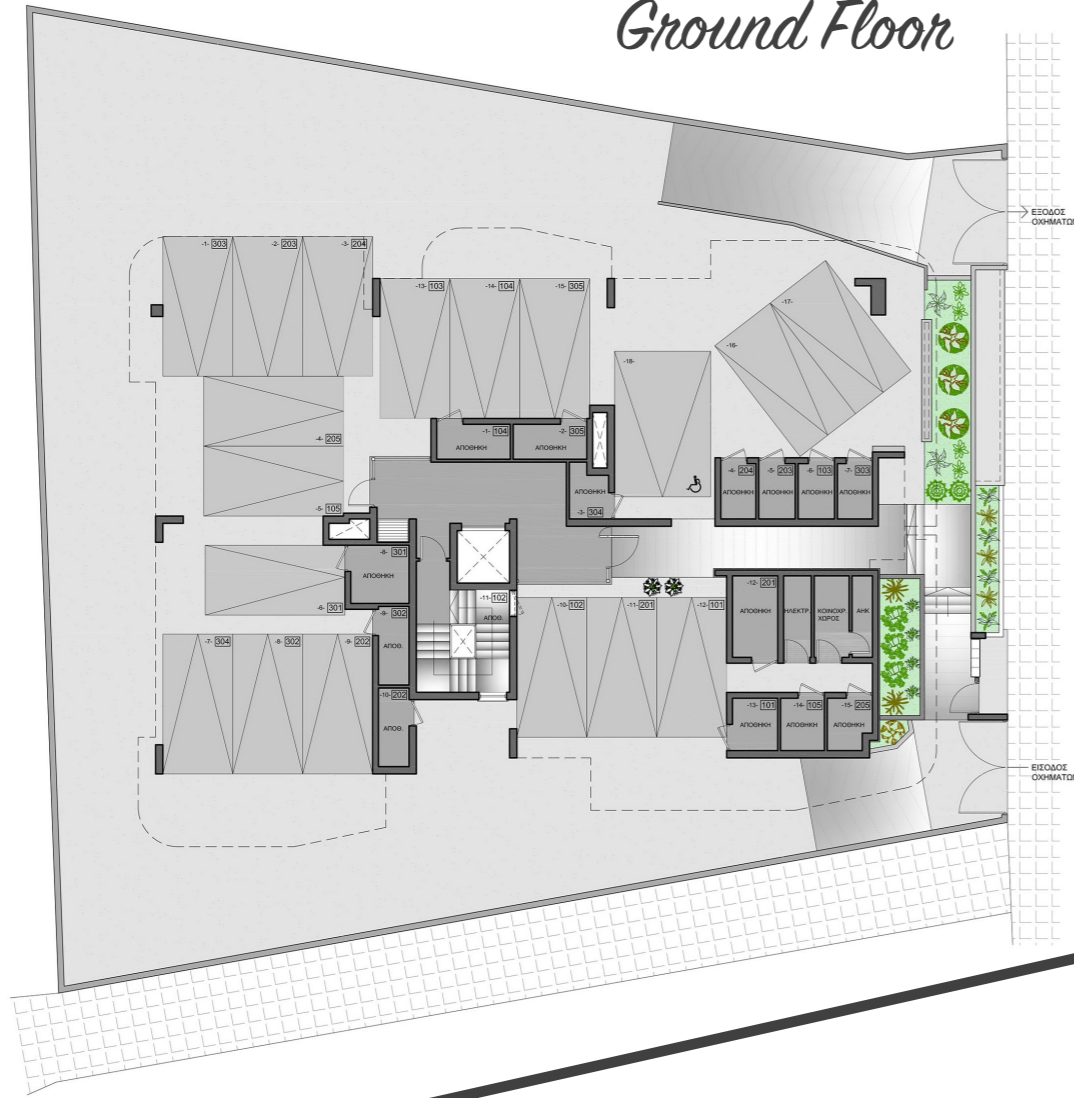 Ground Floor
ΕΞΟΔΟΣ
ΟΧΗΜΑΤΩΝ
-1- 303
-2- 203
-3- 204
-13- 103
-14- 104
-15- 305
-17-
-16-
-18-
-4- 205
-5- 105
-1- 104
ΑΠΟΘΗΚΗ
-2- 305
ΑΠΟΘΗΚΗ
ΑΠΟΘΗΚΗ
-3- 304
-4- 204
ΑΠΟΘΗΚΗ
-5- 203
ΑΠΟΘΗΚΗ
-6- 103
ΑΠΟΘΗΚΗ
-7- 303
ΑΠΟΘΗΚΗ
-8- 301
ΑΠΟΘΗΚΗ
-6- 301
-9- 302
ΑΠΟΘ.
-11- 102
ΑΠΟΘ.
-10- 102
-11- 201
-12- 101
-12- 201
ΑΠΟΘΗΚΗ
ΗΛΕΚΤΡ.
ΚΟΙΝΟΧΡ.
ΧΩΡΟΣ
ΑΗΚ
-7- 304
-8- 302
-9- 202
-10- 202
ΑΠΟΘ.
-13- 101
ΑΠΟΘΗΚΗ
-14- 105
ΑΠΟΘΗΚΗ
-15- 205
ΑΠΟΘΗΚΗ
ΕΙΣΟΔΟΣ
ΟΧΗΜΑΤΩΝ